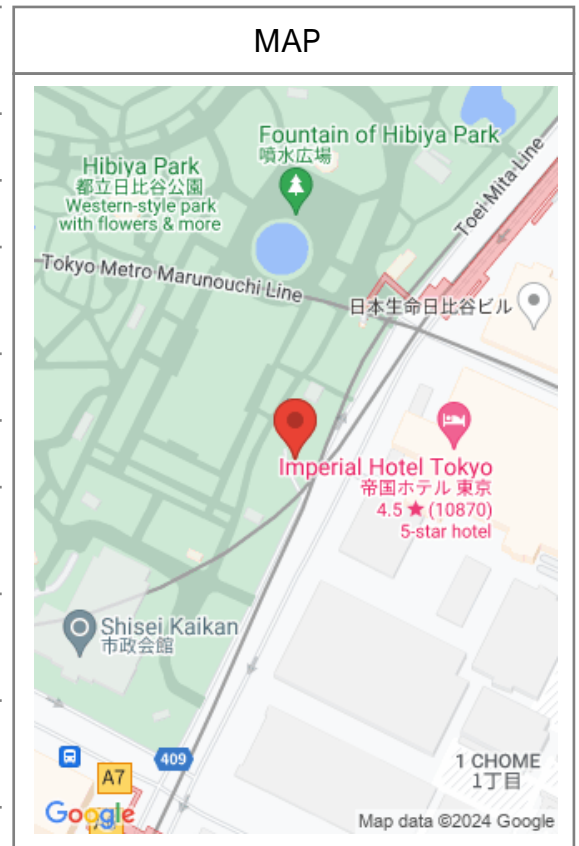 MAP
Fountain of Hibiya Park
噴水広場
Hibiya Park
都立日比谷公園
Western-style park
with flowers & more
Toei Mita Line
Tokyo Metro Marunouchi Line
日本生命日比谷ビル
Imperial Hotel Tokyo
帝国ホテル 東京
4.5 ★ (10870)
5-star hotel
Shisei Kaikan
市政会館
409
A7
1 CHOME
1丁目
Google
Map data ©2024 Google